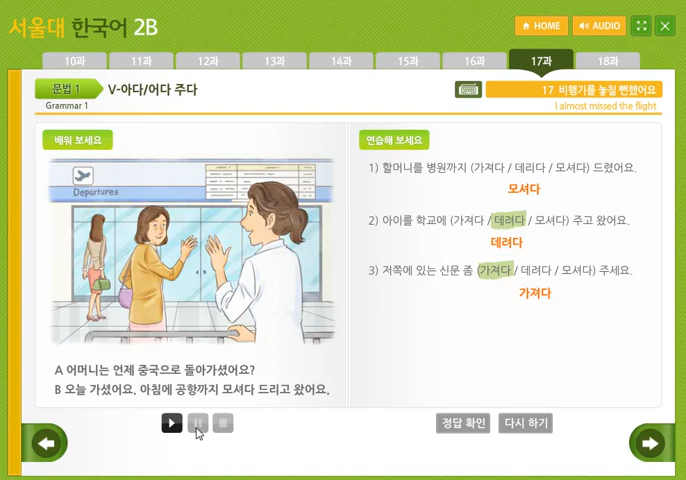 서울대 한국어 2B
HOME
AUDIO
10과
11과
12과
13과
14과
15과
16과
17과
18과
문법 1
V-아다/어다 주다
17 비행기를 놓칠 뻔했어요
Grammar 1
I almost missed the flight
배워 보세요
연습해 보세요
Departures
1) 할머니를 병원까지 (가져다 / 데리다 / 모셔다) 드렸어요.
모셔다
2) 아이를 학교에 (가져다 / 데려다 / 모셔다) 주고 왔어요.
데려다
3) 저쪽에 있는 신문 좀 (가져다 / 데려다 / 모셔다) 주세요.
가져다
A 어머니는 언제 중국으로 돌아가셨어요?
B 오늘 가셨어요. 아침에 공항까지 모셔다 드리고 왔어요.
정답 확인
다시 하기